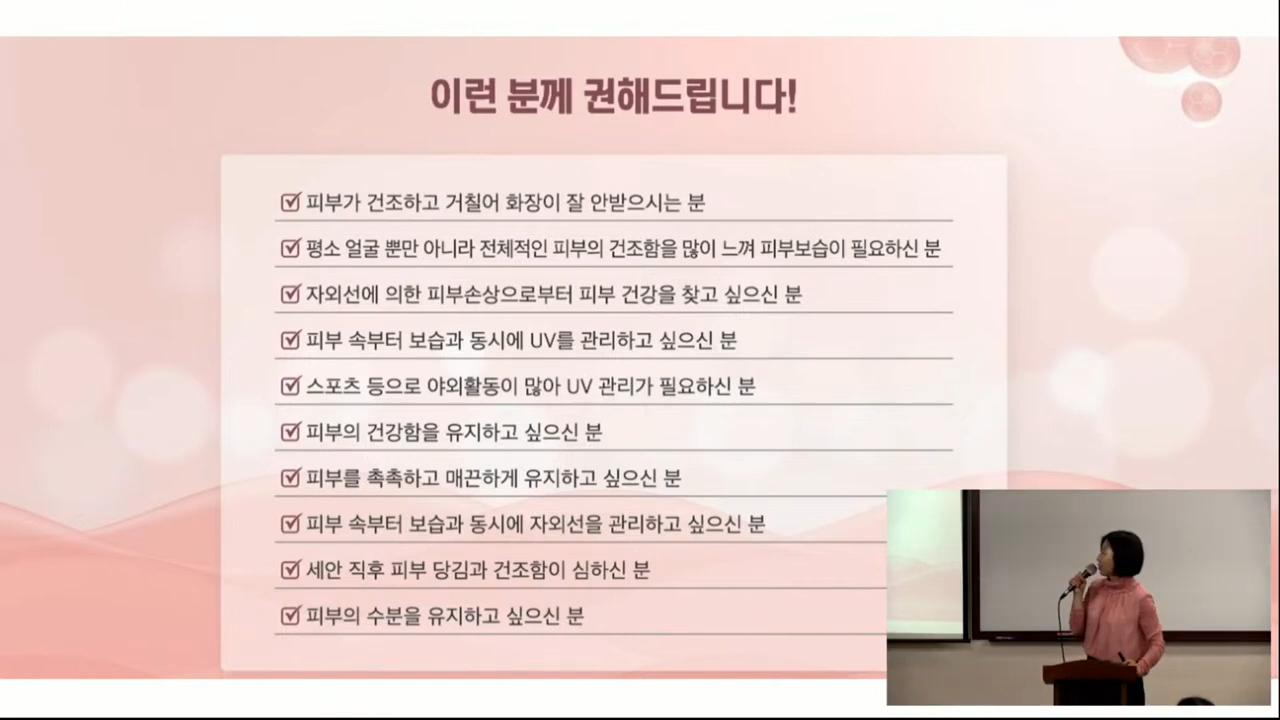 이런 분께 권해드립니다!
피부가 건조하고 거칠어 화장이 잘 안받으시는 분
평소 얼굴 뿐만 아니라 전체적인 피부의 건조함을 많이 느껴 피부보습이 필요하신 분
자외선에 의한 피부손상으로부터 피부 건강을 찾고 싶으신 분
피부 속부터 보습과 동시에 UV를 관리하고 싶으신 분
스포츠 등으로 야외활동이 많아 UV 관리가 필요하신 분
피부의 건강함을 유지하고 싶으신 분
피부를 촉촉하고 매끈하게 유지하고 싶으신 분
피부 속부터 보습과 동시에 자외선을 관리하고 싶으신 분
세안 직후 피부 당김과 건조함이 심하신 분
피부의 수분을 유지하고 싶으신 분